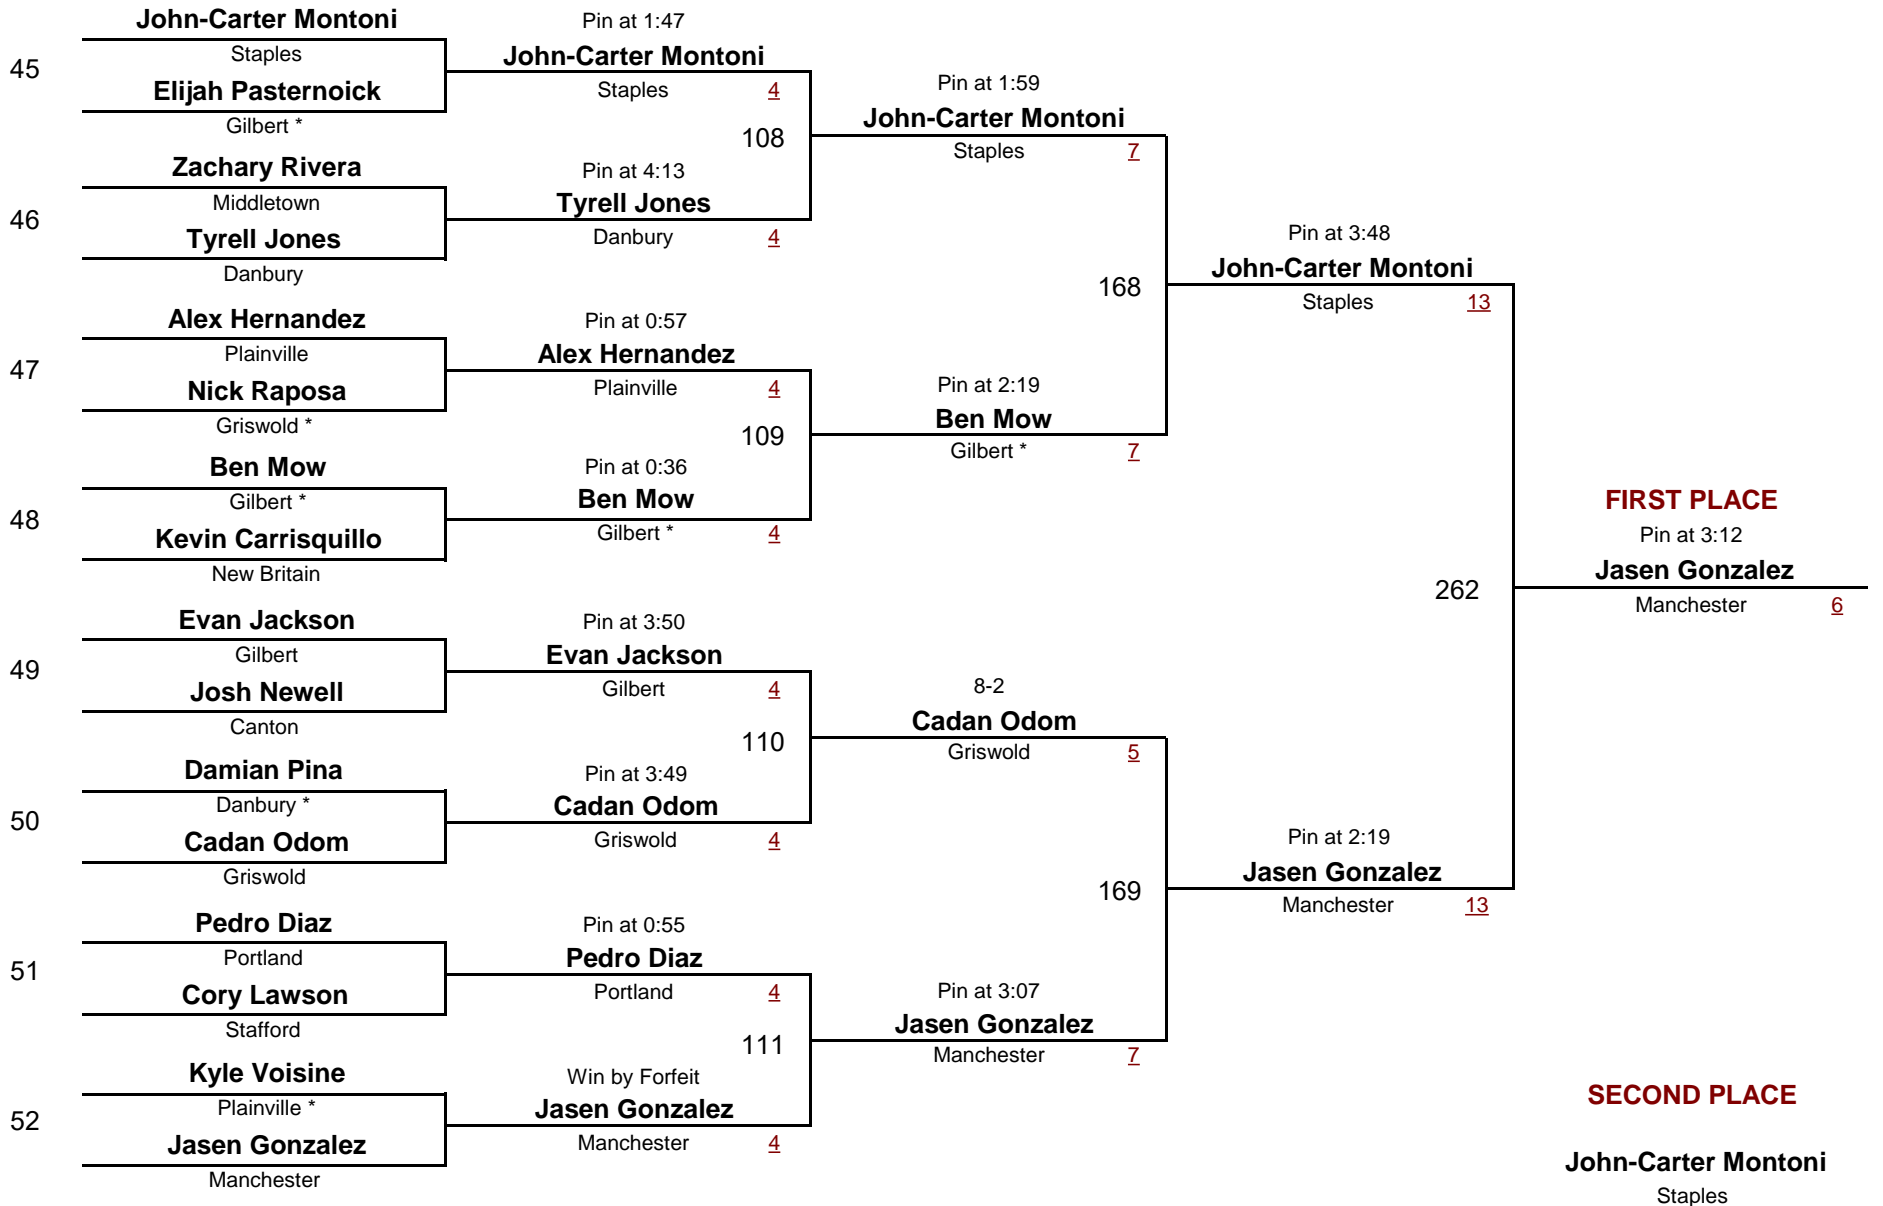 John-Carter Montoni
Staples
45
Elijah Pasternoick
Gilbert *
Zachary Rivera
Middletown
46
Tyrell Jones
Danbury
Alex Hernandez
Plainville
47
Nick Raposa
Griswold *
Ben Mow
Gilbert *
48
Kevin Carrisquillo
New Britain
Evan Jackson
Gilbert
49
Josh Newell
Canton
Damian Pina
Danbury *
50
Cadan Odom
Griswold
Pedro Diaz
Portland
51
Cory Lawson
Stafford
Kyle Voisine
Plainville *
52
Jasen Gonzalez
Manchester
Pin at 1:47
John-Carter Montoni
Staples 4
108
Pin at 4:13
Tyrell Jones
Danbury 4
Pin at 0:57
Alex Hernandez
Plainville 4
109
Pin at 0:36
Ben Mow
Gilbert * 4
Pin at 3:50
Evan Jackson
Gilbert 4
110
Pin at 3:49
Cadan Odom
Griswold 4
Pin at 0:55
Pedro Diaz
Portland 4
111
Win by Forfeit
Jasen Gonzalez
Manchester 4
Pin at 1:59
John-Carter Montoni
Staples 7
168
Pin at 2:19
Ben Mow
Gilbert * 7
8-2
Cadan Odom
Griswold 5
169
Pin at 3:07
Jasen Gonzalez
Manchester 7
Pin at 3:48
John-Carter Montoni
Staples 13
262
Pin at 2:19
Jasen Gonzalez
Manchester 13
FIRST PLACE
Pin at 3:12
Jasen Gonzalez
Manchester 6
SECOND PLACE
John-Carter Montoni
Staples